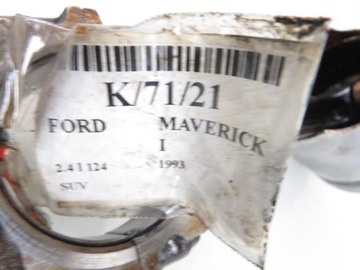 K/71/21
FORD MAVERICK
I
2.4 I 124 1993
SUV